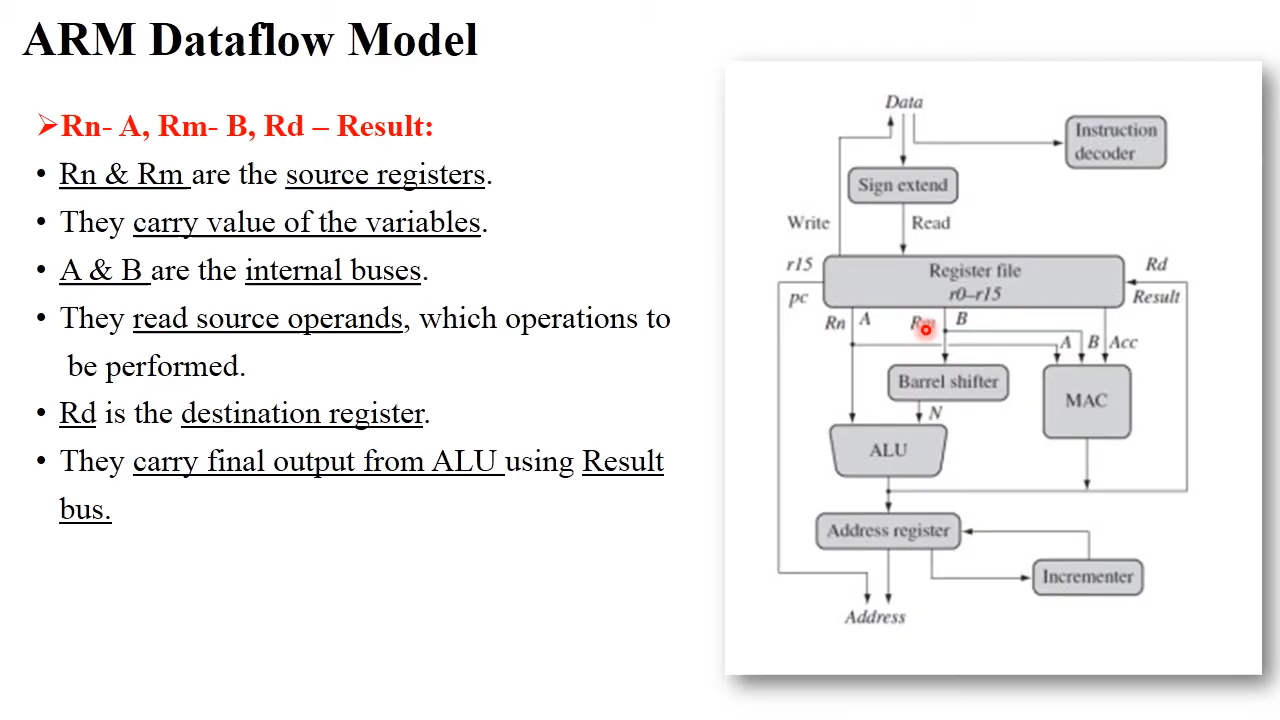 ARM Dataflow Model
➢Rn- A, Rm- B, Rd – Result:
• Rn & Rm are the source registers.
• They carry value of the variables.
• A & B are the internal buses.
• They read source operands, which operations to
be performed.
• Rd is the destination register.
• They carry final output from ALU using Result
bus.
Data
Instruction
decoder
Sign extend
Write
Read
r15
pc
Register file
r0–r15
Rd
Result
Rn
A
B
A
B
Acc
Barrel shifter
MAC
N
ALU
Address register
Incrementer
Address